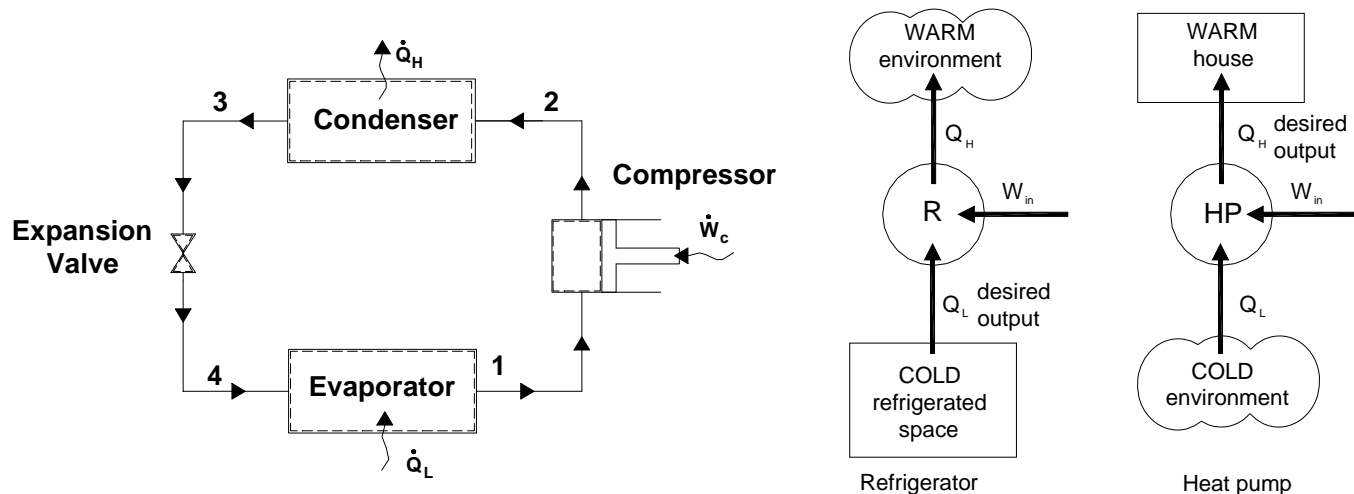 Q̇H
3
2
Condenser
Compressor
Ẇc
Expansion
Valve
4
1
Evaporator
Q̇L
WARM
environment
QH
R
Win
QL
desired
output
COLD
refrigerated
space
Refrigerator
WARM
house
QH
desired
output
HP
Win
QL
COLD
environment
Heat pump